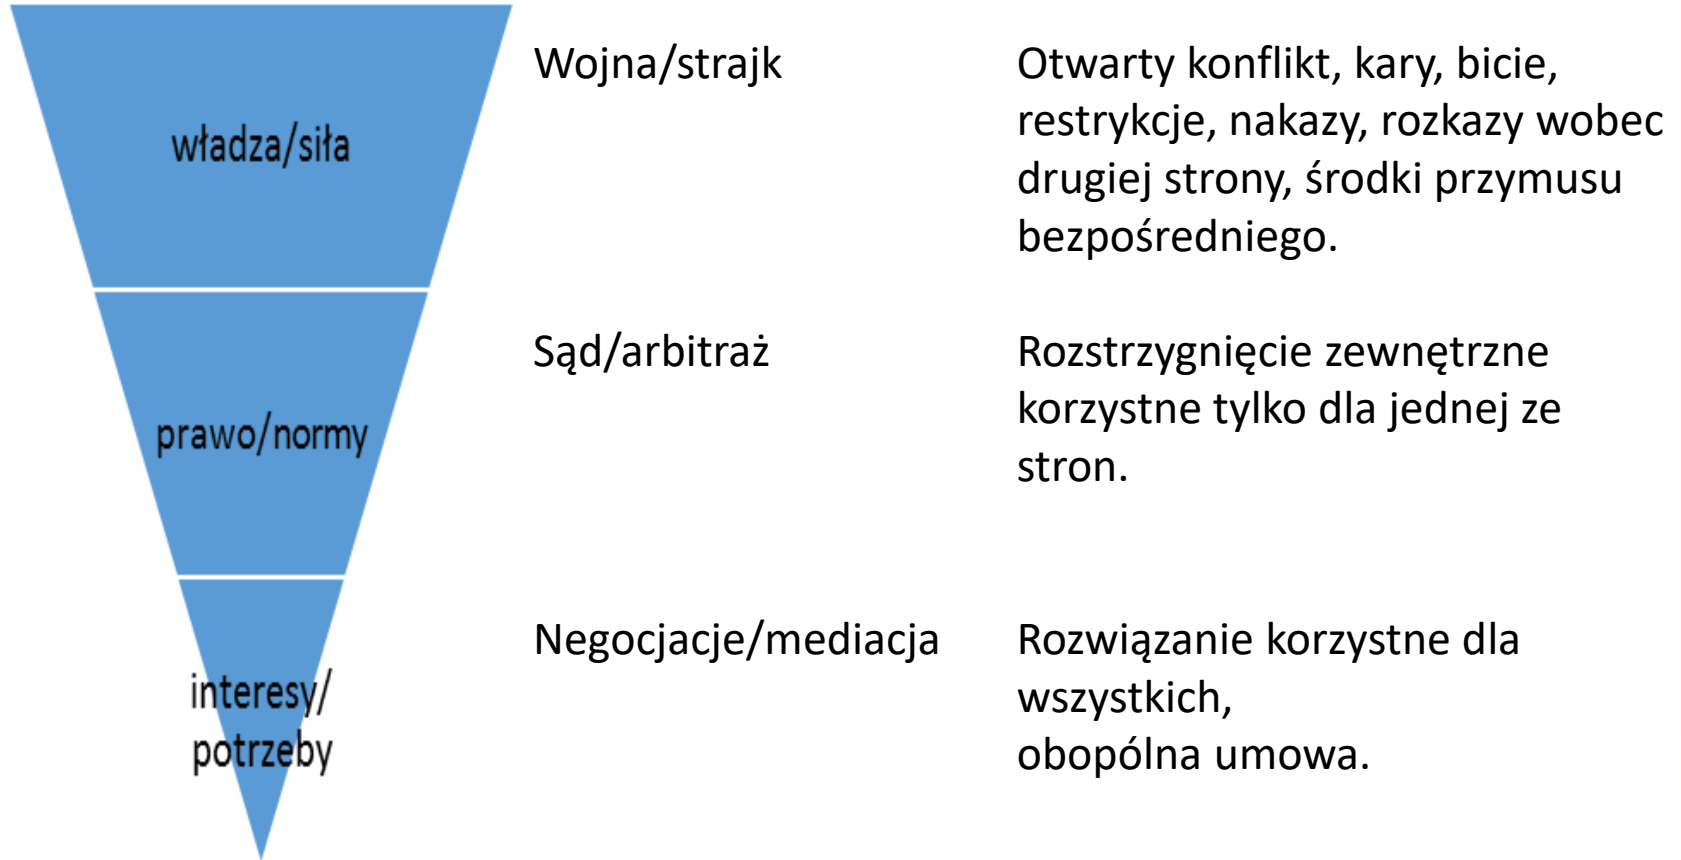 władza/siła
Wojna/strajk
Otwarty konflikt, kary, bicie,
restrykcje, nakazy, rozkazy wobec
drugiej strony, środki przymusu
bezpośredniego.
prawo/normy
Sąd/arbitraż
Rozstrzygnięcie zewnętrzne
korzystne tylko dla jednej ze
stron.
interesy/
potrzeby
Negocjacje/mediacja
Rozwiązanie korzystne dla
wszystkich,
obopólna umowa.